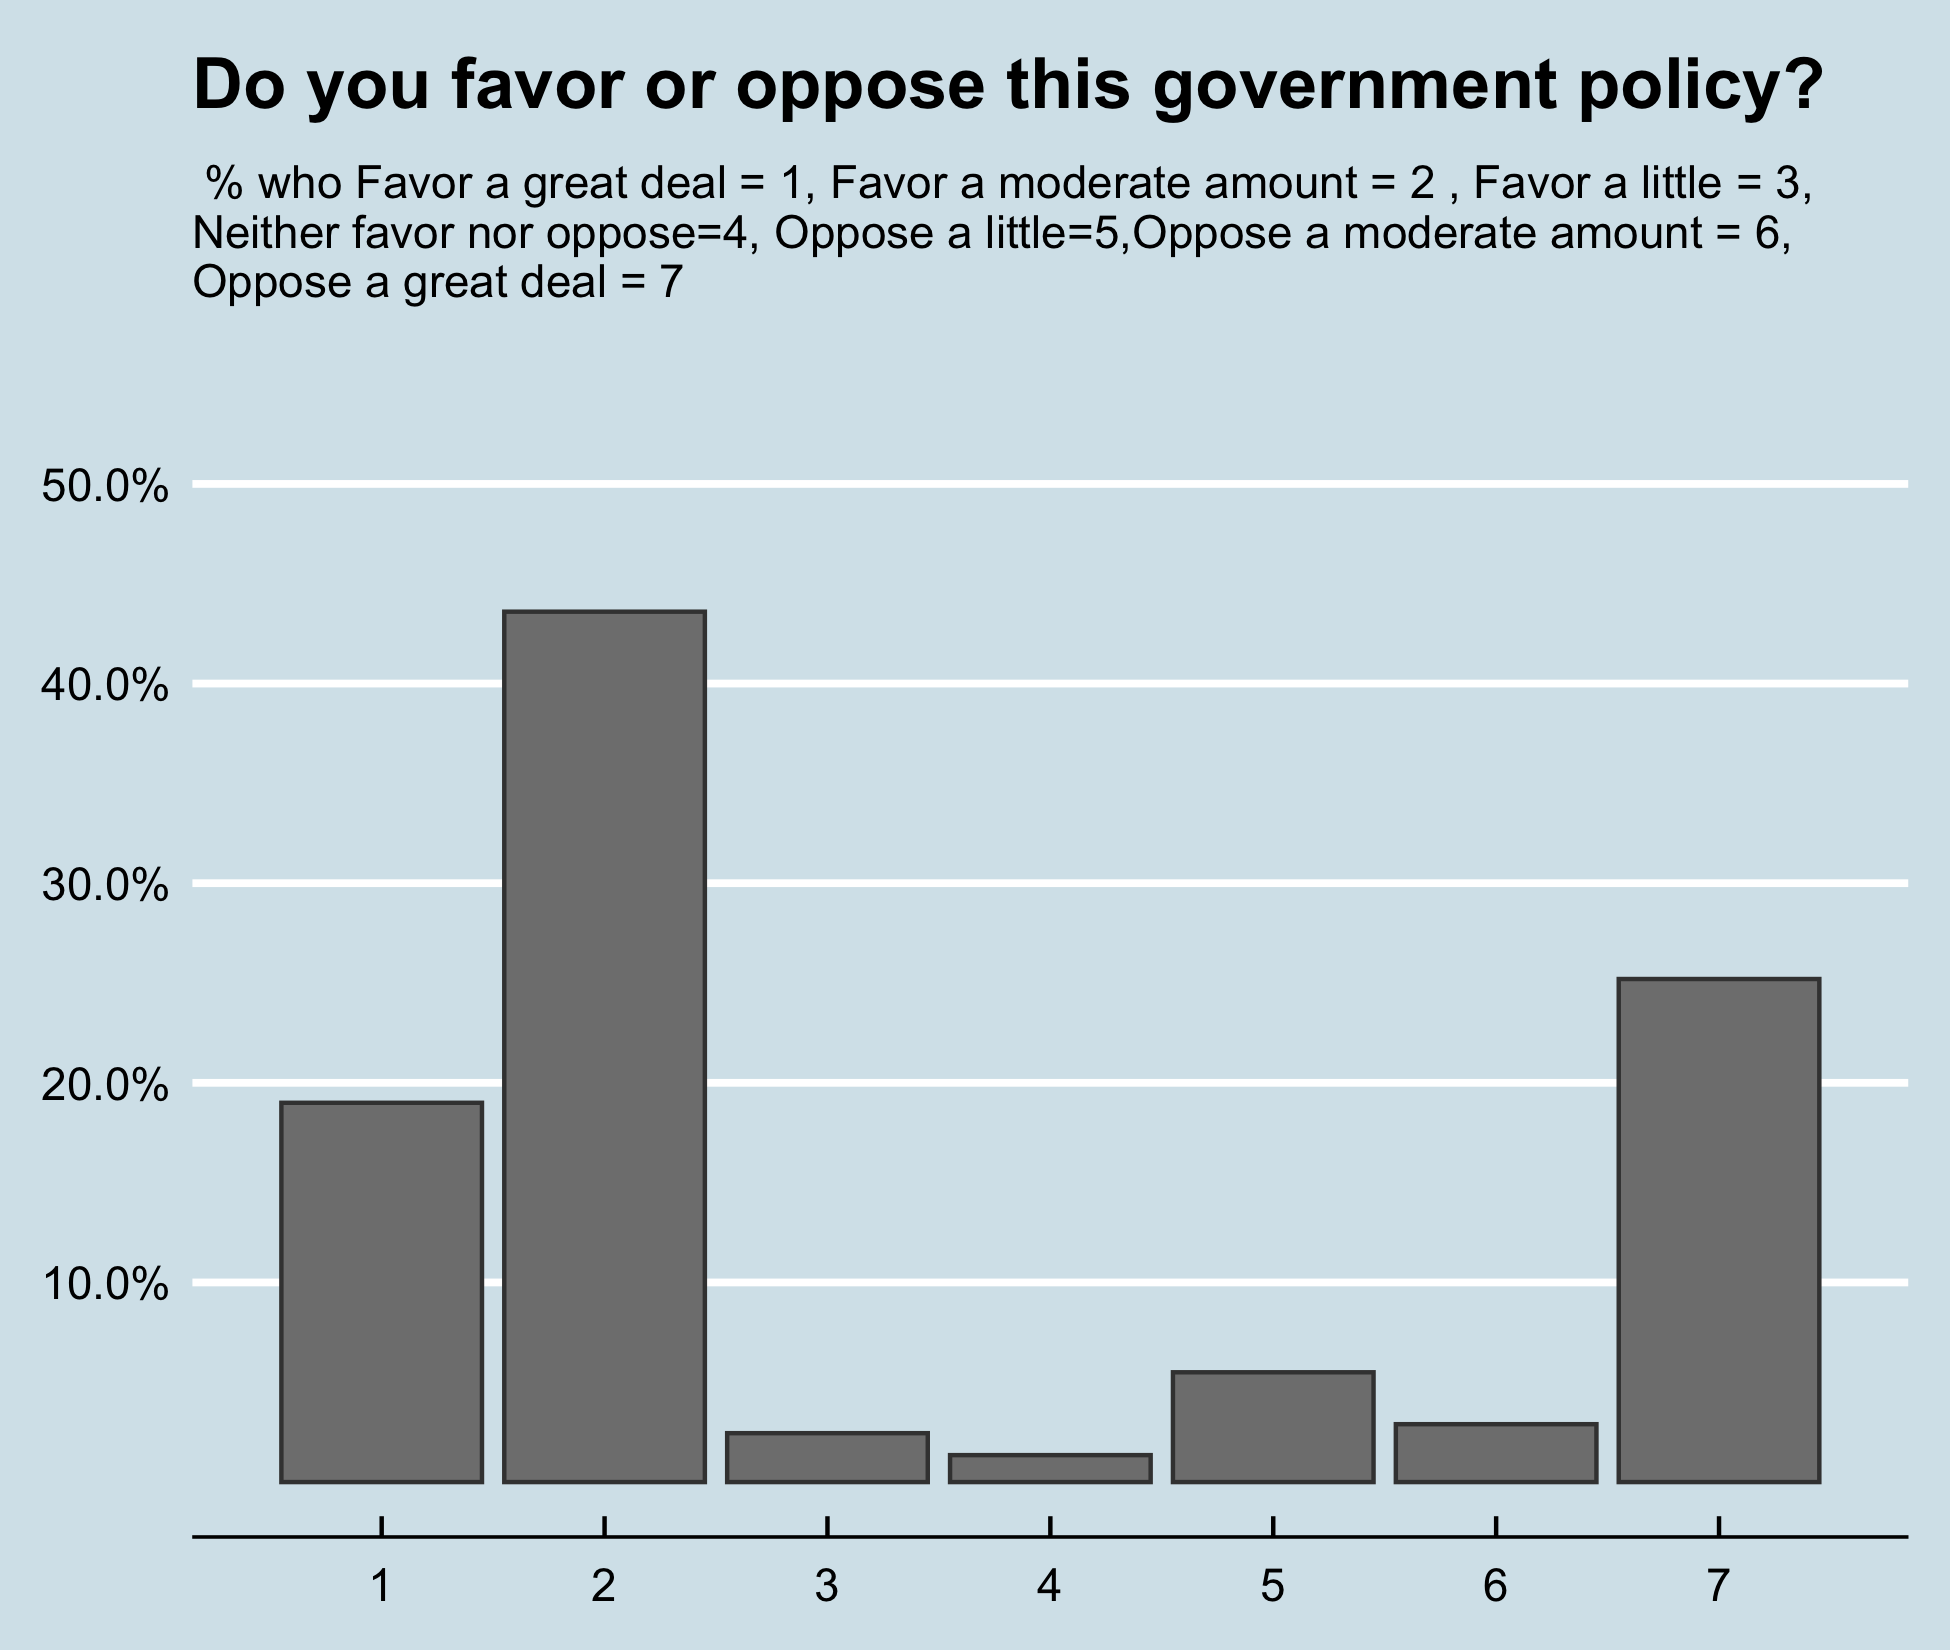 Do you favor or oppose this government policy?
% who Favor a great deal = 1, Favor a moderate amount = 2 , Favor a little = 3,
Neither favor nor oppose=4, Oppose a little=5,Oppose a moderate amount = 6,
Oppose a great deal = 7
50.0%
40.0%
30.0%
20.0%
10.0%
1 2 3 4 5 6 7